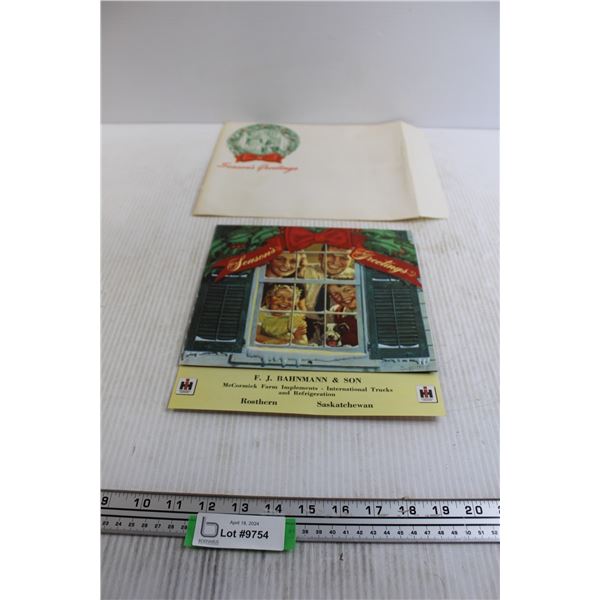 Season's Greetings
Season's Greetings
F. J. BAHNMANN & SON
McCormick Farm Implements - International Trucks
and Refrigeration
Rosthern Saskatchewan
9 10 11 12 13 14 15 16 17 18 19 20
April 18, 2024
Lot #9754